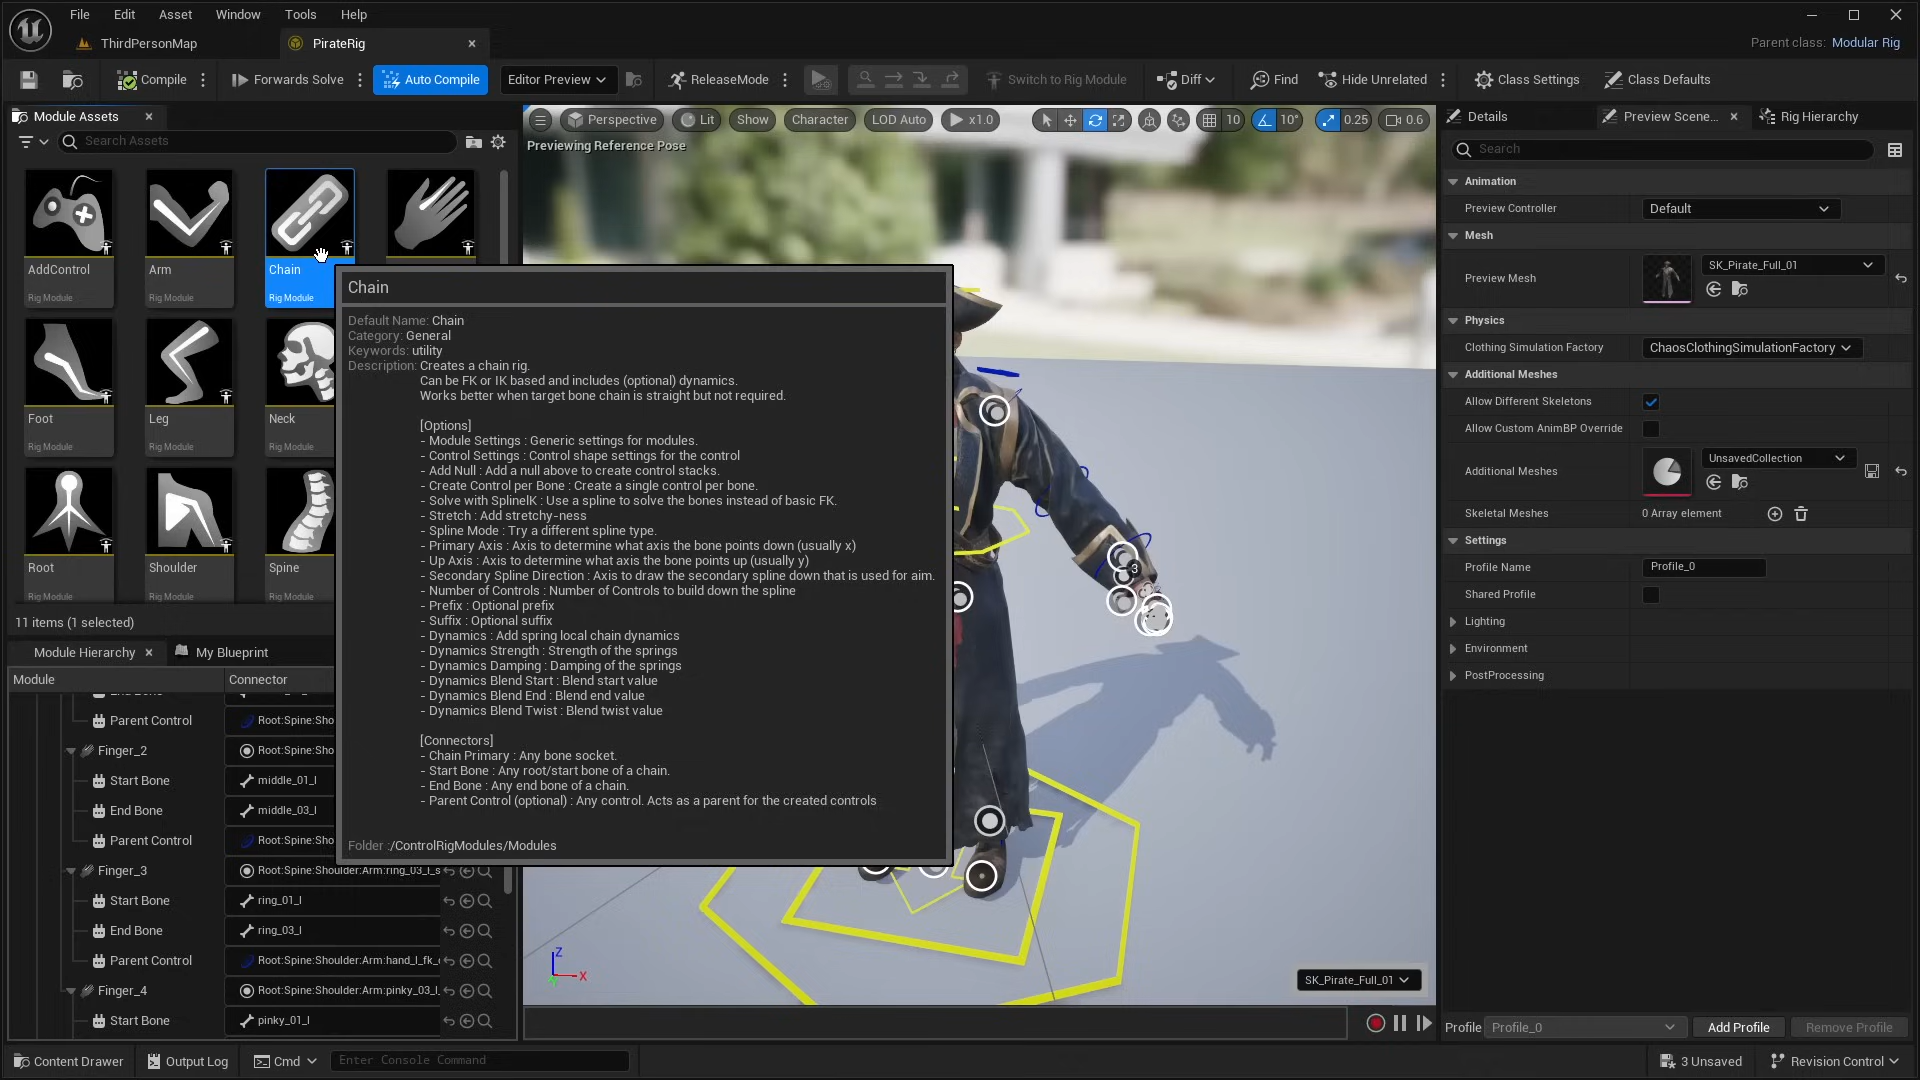 File Edit Asset Window Tools Help
ThirdPersonMap PirateRig Parent class: Modular Rig
Compile Forwards Solve Auto Compile Editor Preview ReleaseMode Switch to Rig Module Diff Find Hide Unrelated Class Settings Class Defaults
Module Assets
Search Assets
AddControl Arm Chain
Rig Module Rig Module Rig Module
Foot Leg Neck
Rig Module Rig Module Rig Module
Root Shoulder Spine
Rig Module Rig Module Rig Module
11 items (1 selected)
Module Hierarchy My Blueprint
Module Connector
Parent Control Root:Spine:Sho
Finger_2 Root:Spine:Sho
Start Bone middle_01_l
End Bone middle_03_l
Parent Control Root:Spine:Sho
Finger_3 Root:Spine:Shoulder:Arm:ring_03_l_s
Start Bone ring_01_l
End Bone ring_03_l
Parent Control Root:Spine:Shoulder:Arm:hand_l_fk_
Finger_4 Root:Spine:Shoulder:Arm:pinky_03_l_
Start Bone pinky_01_l
Perspective Lit Show Character LOD Auto x1.0 10 10° 0.25 0.6
Previewing Reference Pose
Chain
Default Name: Chain
Category: General
Keywords: utility
Description: Creates a chain rig.
Can be FK or IK based and includes (optional) dynamics.
Works better when target bone chain is straight but not required.
[Options]
- Module Settings : Generic settings for modules.
- Control Settings : Control shape settings for the control
- Add Null : Add a null above to create control stacks.
- Create Control per Bone : Create a single control per bone.
- Solve with SplineIK : Use a spline to solve the bones instead of basic FK.
- Stretch : Add stretchy-ness
- Spline Mode : Try a different spline type.
- Primary Axis : Axis to determine what axis the bone points down (usually x)
- Up Axis : Axis to determine what axis the bone points up (usually y)
- Secondary Spline Direction : Axis to draw the secondary spline down that is used for aim.
- Number of Controls : Number of Controls to build down the spline
- Prefix : Optional prefix
- Suffix : Optional suffix
- Dynamics : Add spring local chain dynamics
- Dynamics Strength : Strength of the springs
- Dynamics Damping : Damping of the springs
- Dynamics Blend Start : Blend start value
- Dynamics Blend End : Blend end value
- Dynamics Blend Twist : Blend twist value
[Connectors]
- Chain Primary : Any bone socket.
- Start Bone : Any root/start bone of a chain.
- End Bone : Any end bone of a chain.
- Parent Control (optional) : Any control. Acts as a parent for the created controls
Folder :/ControlRigModules/Modules
3
Z
X
SK_Pirate_Full_01
Details Preview Scene... Rig Hierarchy
Search
Animation
Preview Controller Default
Mesh
Preview Mesh SK_Pirate_Full_01
Physics
Clothing Simulation Factory ChaosClothingSimulationFactory
Additional Meshes
Allow Different Skeletons
Allow Custom AnimBP Override
Additional Meshes UnsavedCollection
Skeletal Meshes 0 Array element
Settings
Profile Name Profile_0
Shared Profile
Lighting
Environment
PostProcessing
Profile Profile_0 Add Profile Remove Profile
Content Drawer Output Log Cmd Enter Console Command 3 Unsaved Revision Control